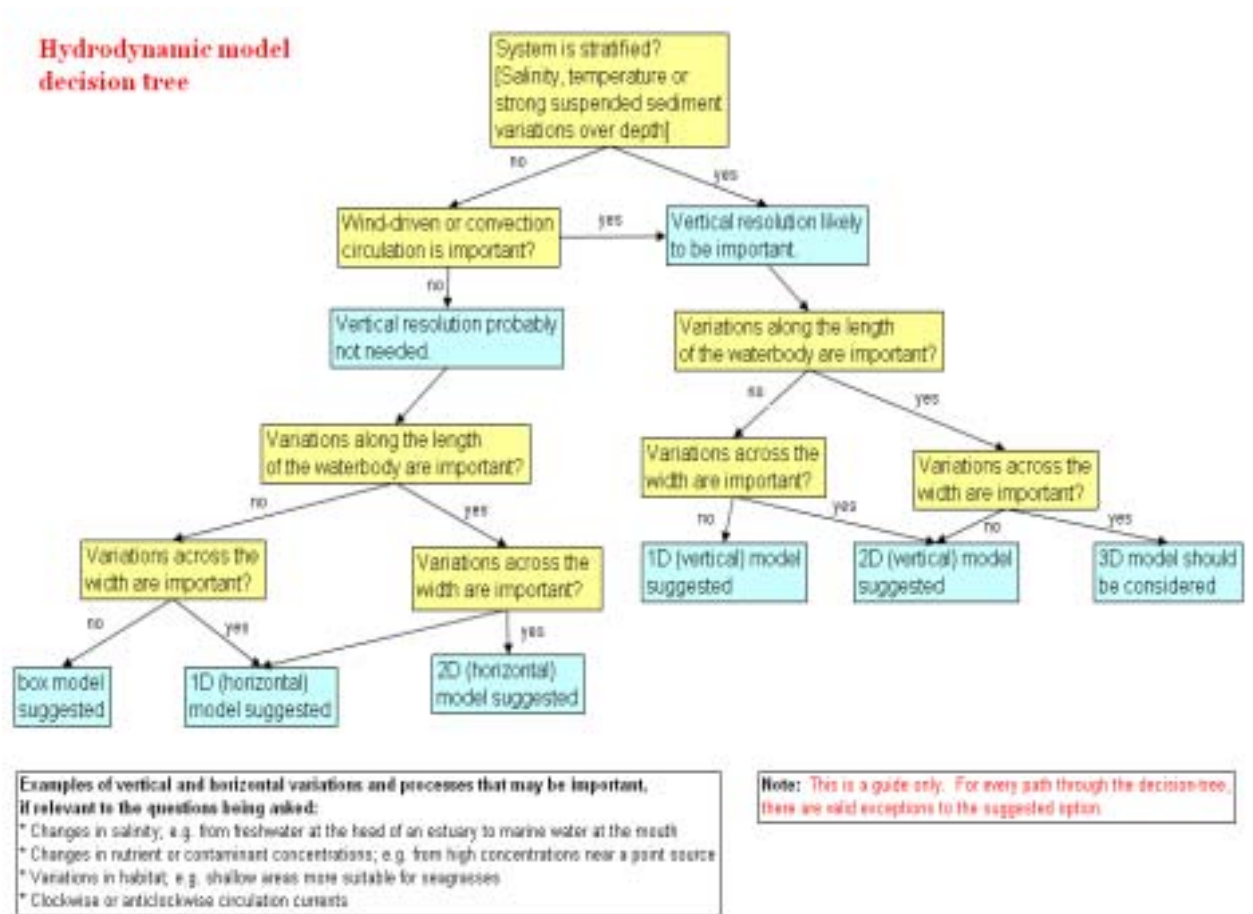 Hydrodynamic model
decision tree
System is stratified?
[Salinity, temperature or
strong suspended sediment
variations over depth]
no
yes
Wind-driven or convection
circulation is important?
yes
Vertical resolution likely
to be important.
no
Vertical resolution probably
not needed.
Variations along the length
of the waterbody are important?
no
yes
Variations along the length
of the waterbody are important?
Variations across the
width are important?
Variations across the
width are important?
no
yes
no
yes
no
yes
Variations across the
width are important?
Variations across the
width are important?
1D (vertical) model
suggested
2D (vertical) model
suggested
3D model should
be considered
no
yes
yes
box model
suggested
1D (horizontal)
model suggested
2D (horizontal)
model suggested
Examples of vertical and horizontal variations and processes that may be important,
if relevant to the questions being asked:
* Changes in salinity; e.g. from freshwater at the head of an estuary to marine water at the mouth
* Changes in nutrient or contaminant concentrations; e.g. from high concentrations near a point source
* Variations in habitat; e.g. shallow areas more suitable for seagrasses
* Clockwise or anticlockwise circulation currents
Note: This is a guide only. For every path through the decision-tree,
there are valid exceptions to the suggested option.